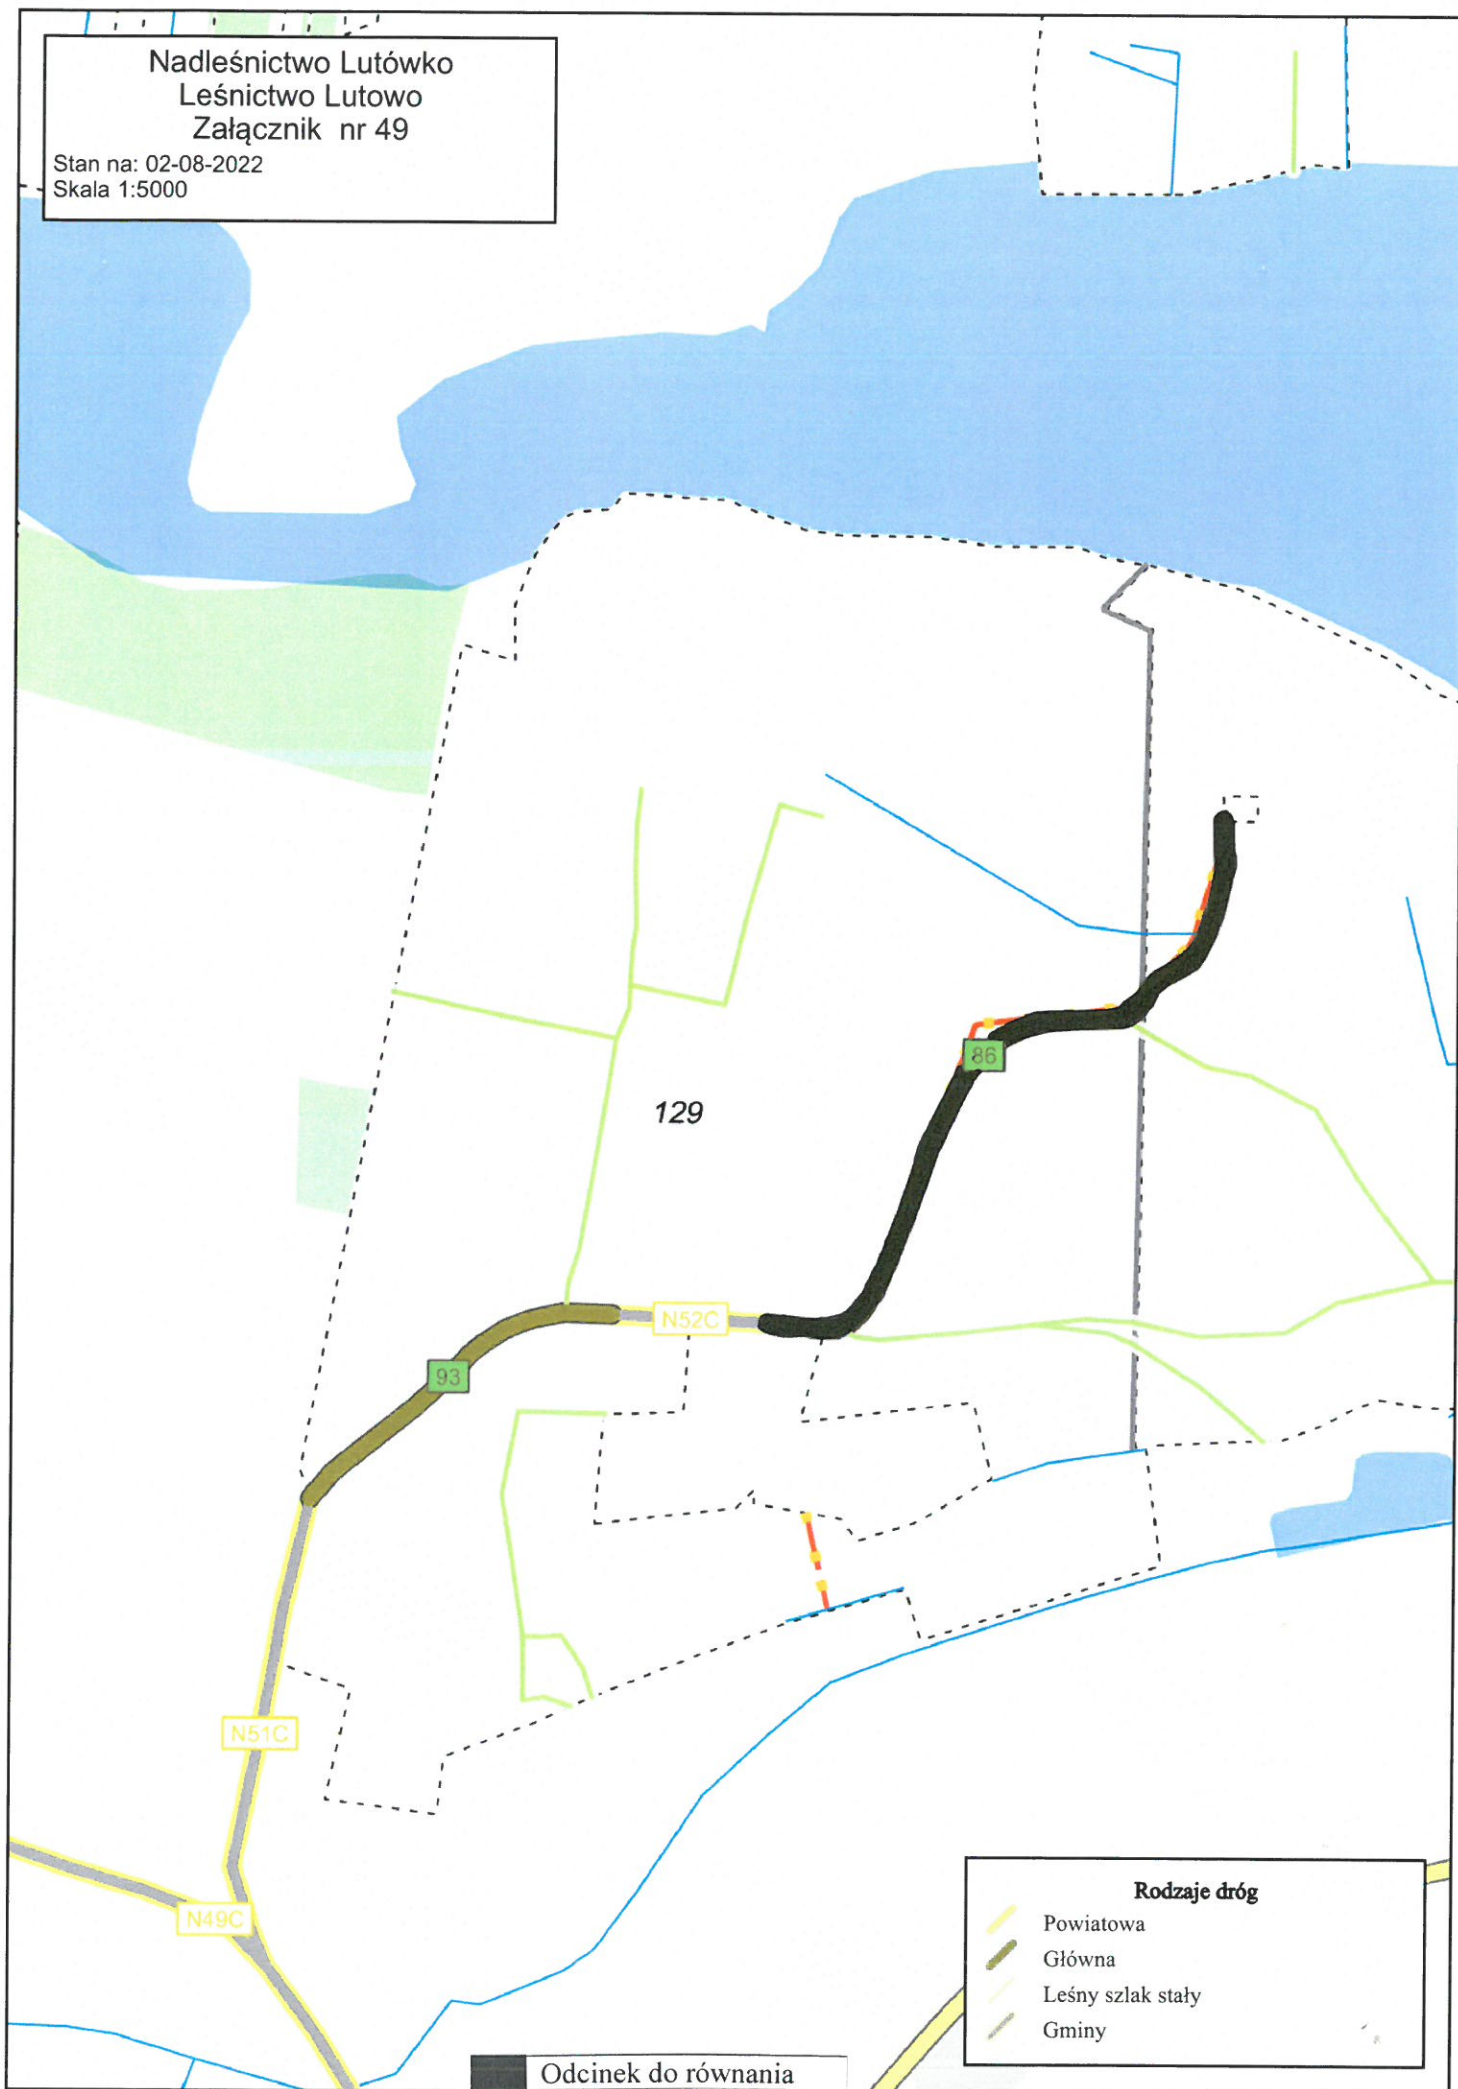 Nadleśnictwo Lutówko
Leśnictwo Lutowo
Załącznik nr 49
Stan na: 02-08-2022
Skala 1:5000
86
129
N52C
93
N51C
N49C
Rodzaje dróg
Powiatowa
Główna
Leśny szlak stały
Gminy
Odcinek do równania